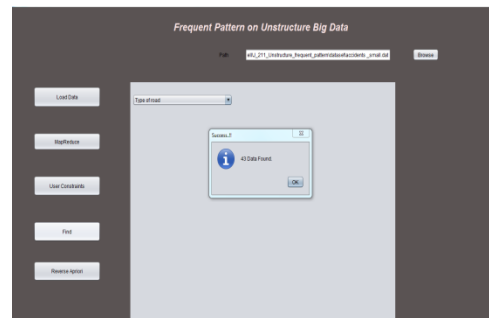 Frequent Pattern on Unstructure Big Data
Path
Browse
Load Data
Type of road
MapReduce
Success !!
43 Data Found.
OK
User Constraints
Find
Reverse Apriori